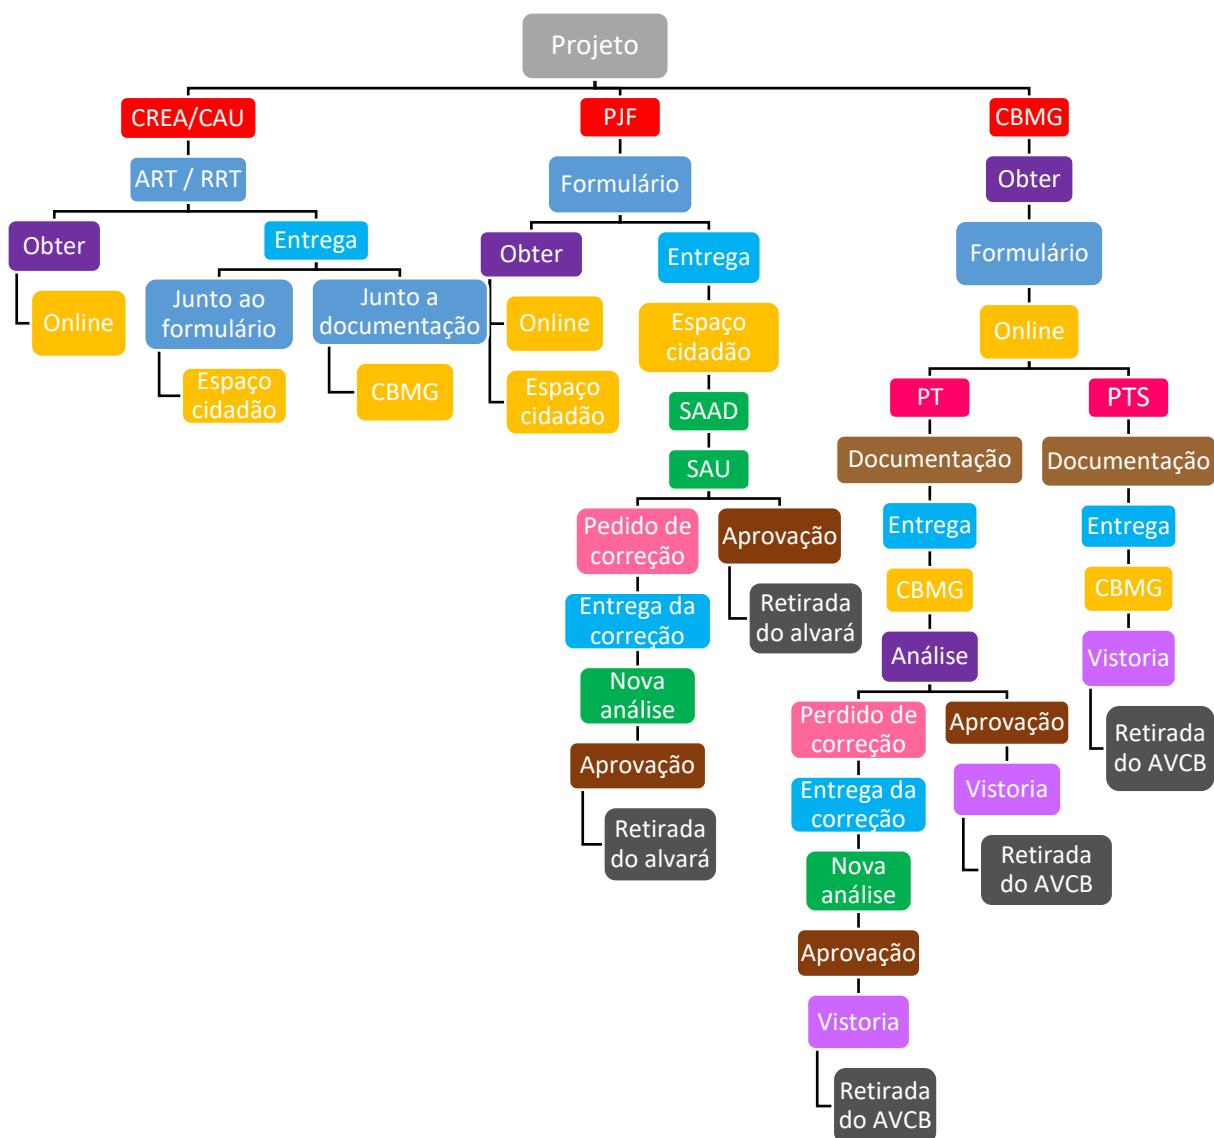 Projeto
CREA/CAU
PJF
CBMG
ART / RRT
Formulário
Obter
Obter
Entrega
Obter
Entrega
Formulário
Online
Junto ao
formulário
Junto a
documentação
Online
Espaço
cidadão
Online
Espaço
cidadão
CBMG
Espaço
cidadão
SAAD
PT
PTS
SAU
Documentação
Documentação
Pedido de
correção
Aprovação
Entrega
Entrega
Entrega da
correção
Retirada
do alvará
CBMG
CBMG
Nova
análise
Análise
Vistoria
Aprovação
Perdido de
correção
Aprovação
Retirada
do AVCB
Retirada
do alvará
Entrega da
correção
Vistoria
Nova
análise
Retirada
do AVCB
Aprovação
Vistoria
Retirada
do AVCB